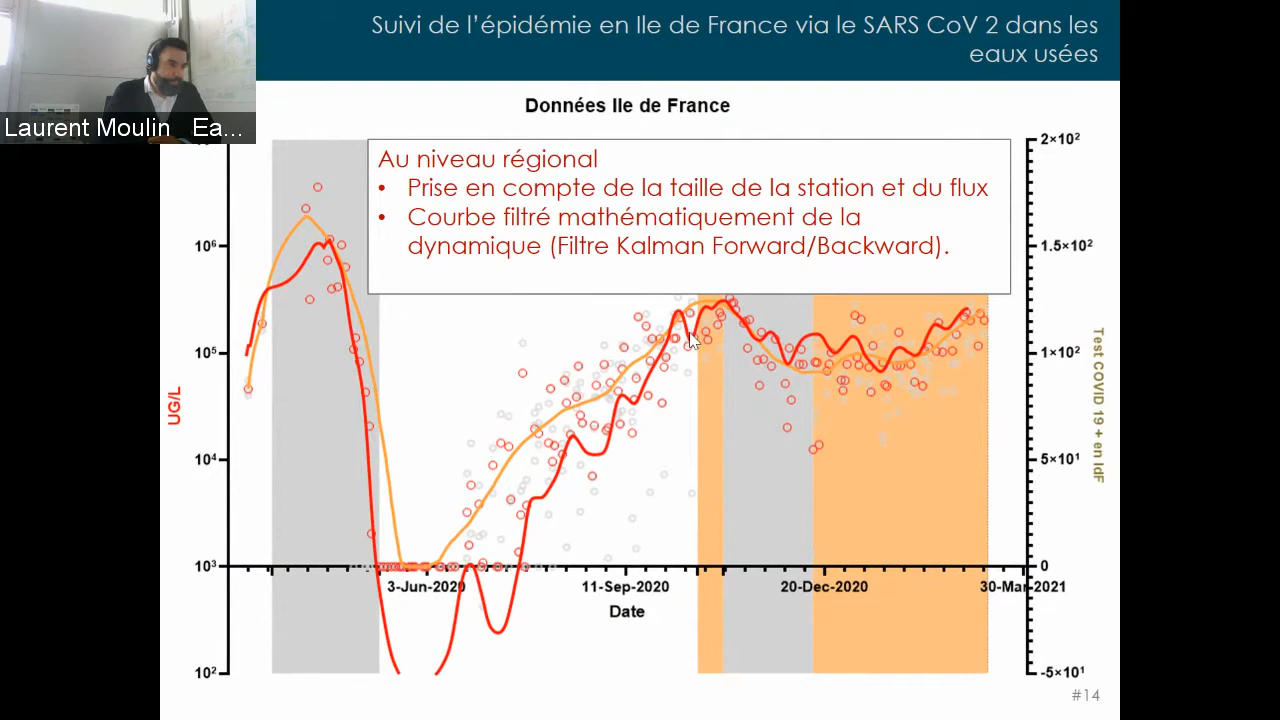 Suivi de l'épidémie en Ile de France via le SARS CoV 2 dans les
eaux usées
Laurent Moulin Ea...
Données Ile de France
Au niveau régional
• Prise en compte de la taille de la station et du flux
• Courbe filtré mathématiquement de la
dynamique (Filtre Kalman Forward/Backward).
2×10²
10⁶
1.5×10²
10⁵
1×10²
10⁴
5×10¹
10³
0
10²
-5×10¹
UG/L
Test COVID 19 + en IdF
3-Jun-2020
11-Sep-2020
20-Dec-2020
30-Mar-2021
Date
#14